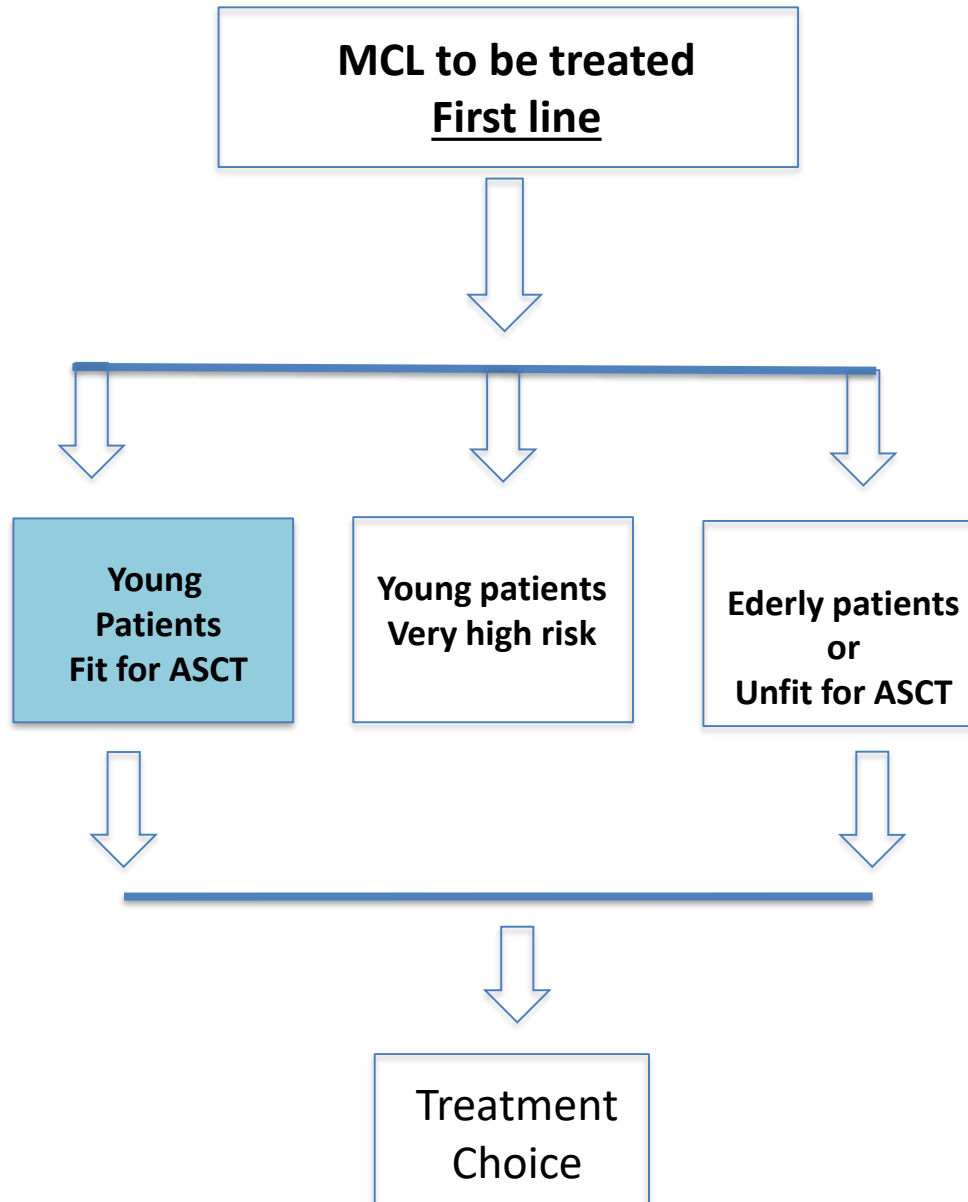 MCL to be treated
First line
Young
Patients
Fit for ASCT
Young patients
Very high risk
Ederly patients
or
Unfit for ASCT
Treatment
Choice